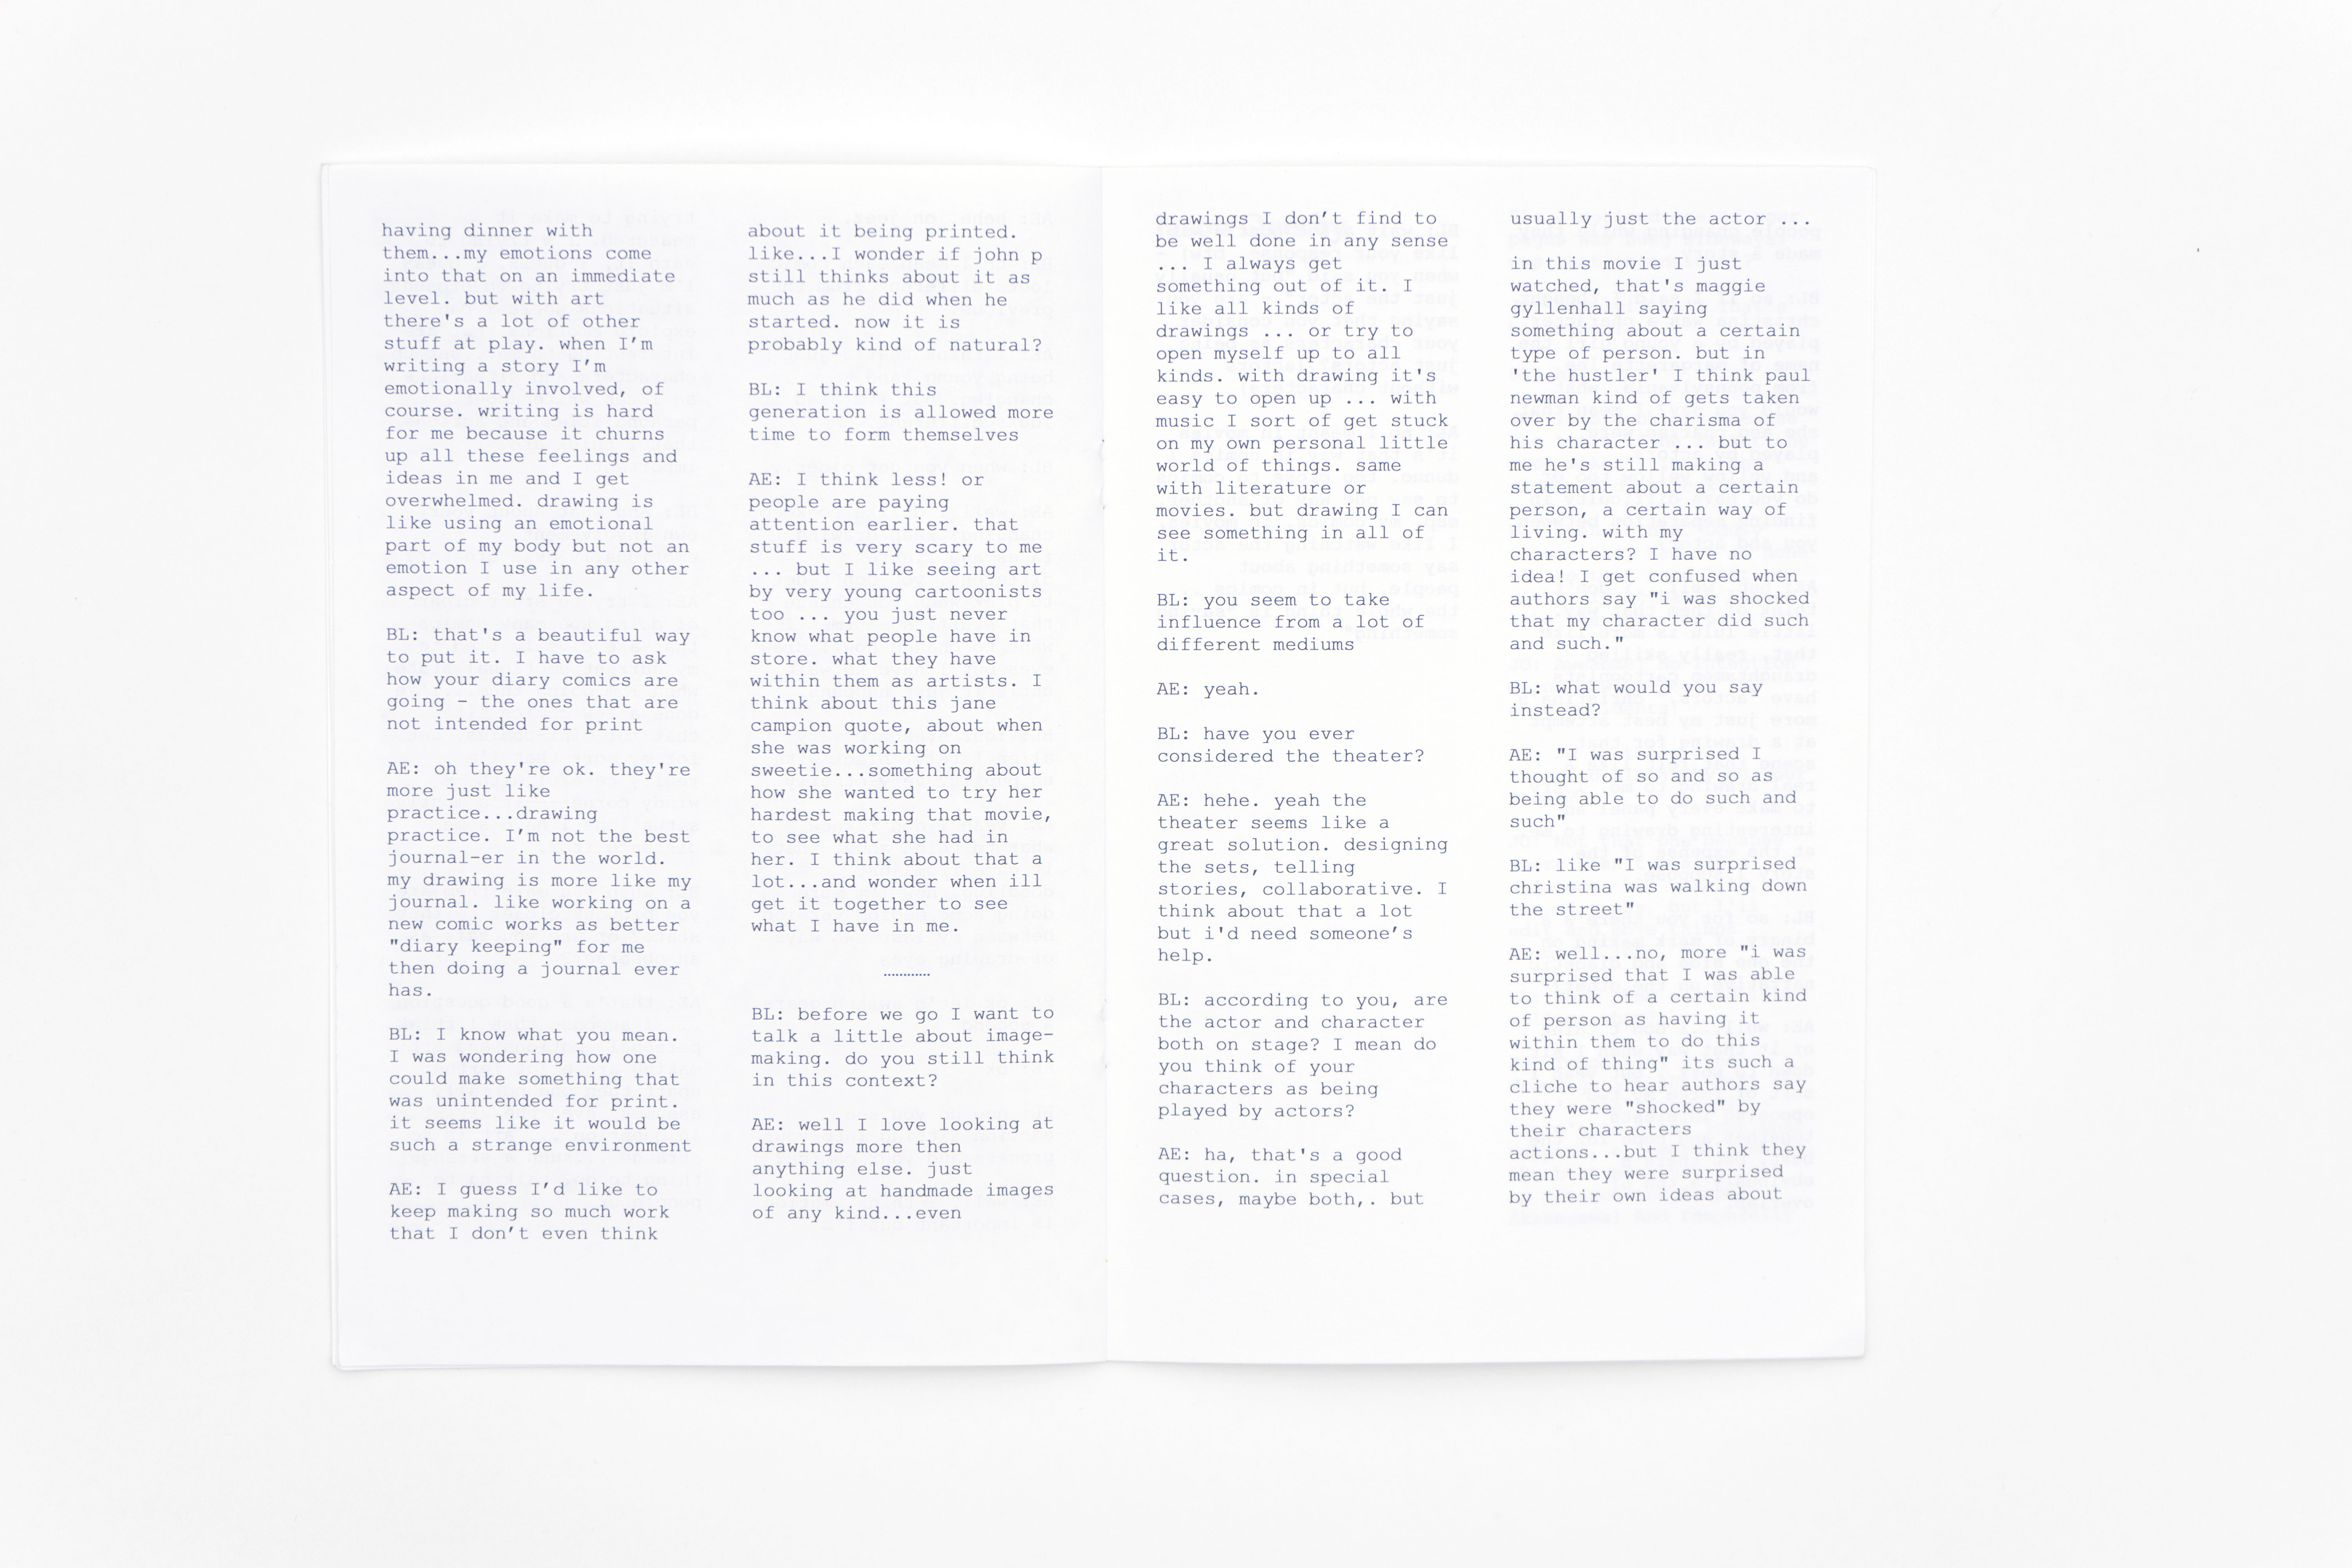 having dinner with
them...my emotions come
into that on an immediate
level. but with art
there's a lot of other
stuff at play. when I'm
writing a story I'm
emotionally involved, of
course. writing is hard
for me because it churns
up all these feelings and
ideas in me and I get
overwhelmed. drawing is
like using an emotional
part of my body but not an
emotion I use in any other
aspect of my life.

BL: that's a beautiful way
to put it. I have to ask
how your diary comics are
going - the ones that are
not intended for print

AE: oh they're ok. they're
more just like
practice...drawing
practice. I'm not the best
journal-er in the world.
my drawing is more like my
journal. like working on a
new comic works as better
"diary keeping" for me
then doing a journal ever
has.

BL: I know what you mean.
I was wondering how one
could make something that
was unintended for print.
it seems like it would be
such a strange environment

AE: I guess I'd like to
keep making so much work
that I don't even think
about it being printed.
like...I wonder if john p
still thinks about it as
much as he did when he
started. now it is
probably kind of natural?

BL: I think this
generation is allowed more
time to form themselves

AE: I think less! or
people are paying
attention earlier. that
stuff is very scary to me
... but I like seeing art
by very young cartoonists
too ... you just never
know what people have in
store. what they have
within them as artists. I
think about this jane
campion quote, about when
she was working on
sweetie...something about
how she wanted to try her
hardest making that movie,
to see what she had in
her. I think about that a
lot...and wonder when ill
get it together to see
what I have in me.

............

BL: before we go I want to
talk a little about image-
making. do you still think
in this context?

AE: well I love looking at
drawings more then
anything else. just
looking at handmade images
of any kind...even
drawings I don't find to
be well done in any sense
... I always get
something out of it. I
like all kinds of
drawings ... or try to
open myself up to all
kinds. with drawing it's
easy to open up ... with
music I sort of get stuck
on my own personal little
world of things. same
with literature or
movies. but drawing I can
see something in all of
it.

BL: you seem to take
influence from a lot of
different mediums

AE: yeah.

BL: have you ever
considered the theater?

AE: hehe. yeah the
theater seems like a
great solution. designing
the sets, telling
stories, collaborative. I
think about that a lot
but i'd need someone's
help.

BL: according to you, are
the actor and character
both on stage? I mean do
you think of your
characters as being
played by actors?

AE: ha, that's a good
question. in special
cases, maybe both,. but
usually just the actor ...

in this movie I just
watched, that's maggie
gyllenhall saying
something about a certain
type of person. but in
'the hustler' I think paul
newman kind of gets taken
over by the charisma of
his character ... but to
me he's still making a
statement about a certain
person, a certain way of
living. with my
characters? I have no
idea! I get confused when
authors say "i was shocked
that my character did such
and such."

BL: what would you say
instead?

AE: "I was surprised I
thought of so and so as
being able to do such and
such"

BL: like "I was surprised
christina was walking down
the street"

AE: well...no, more "i was
surprised that I was able
to think of a certain kind
of person as having it
within them to do this
kind of thing" its such a
cliche to hear authors say
they were "shocked" by
their characters
actions...but I think they
mean they were surprised
by their own ideas about